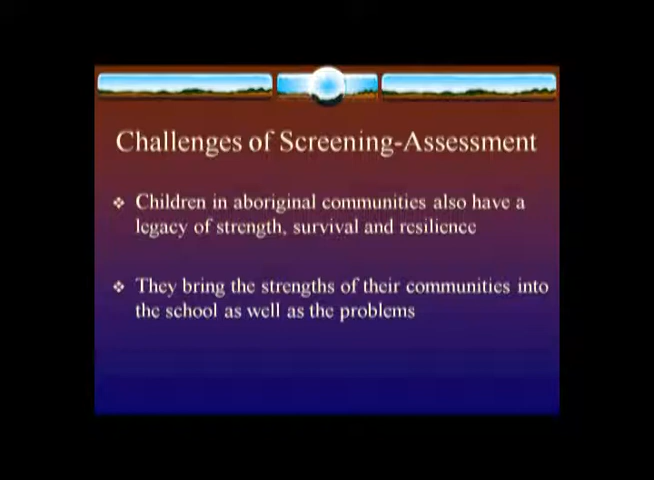 Challenges of Screening-Assessment
❖ Children in aboriginal communities also have a
legacy of strength, survival and resilience
❖ They bring the strengths of their communities into
the school as well as the problems